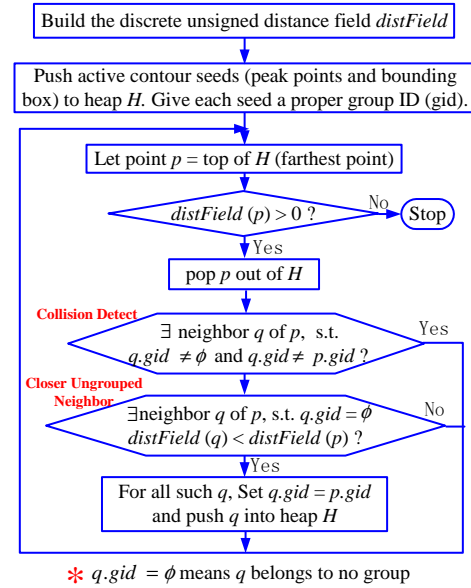 Build the discrete unsigned distance field distField
Push active contour seeds (peak points and bounding
box) to heap H. Give each seed a proper group ID (gid).
Let point p = top of H (farthest point)
distField (p) > 0 ?
No
Stop
Yes
pop p out of H
Collision Detect
∃ neighbor q of p, s.t.
q.gid ≠ ϕ and q.gid ≠ p.gid ?
Yes
Closer Ungrouped
Neighbor
∃neighbor q of p, s.t. q.gid = ϕ
distField (q) < distField (p) ?
No
Yes
For all such q, Set q.gid = p.gid
and push q into heap H
* q.gid = ϕ means q belongs to no group